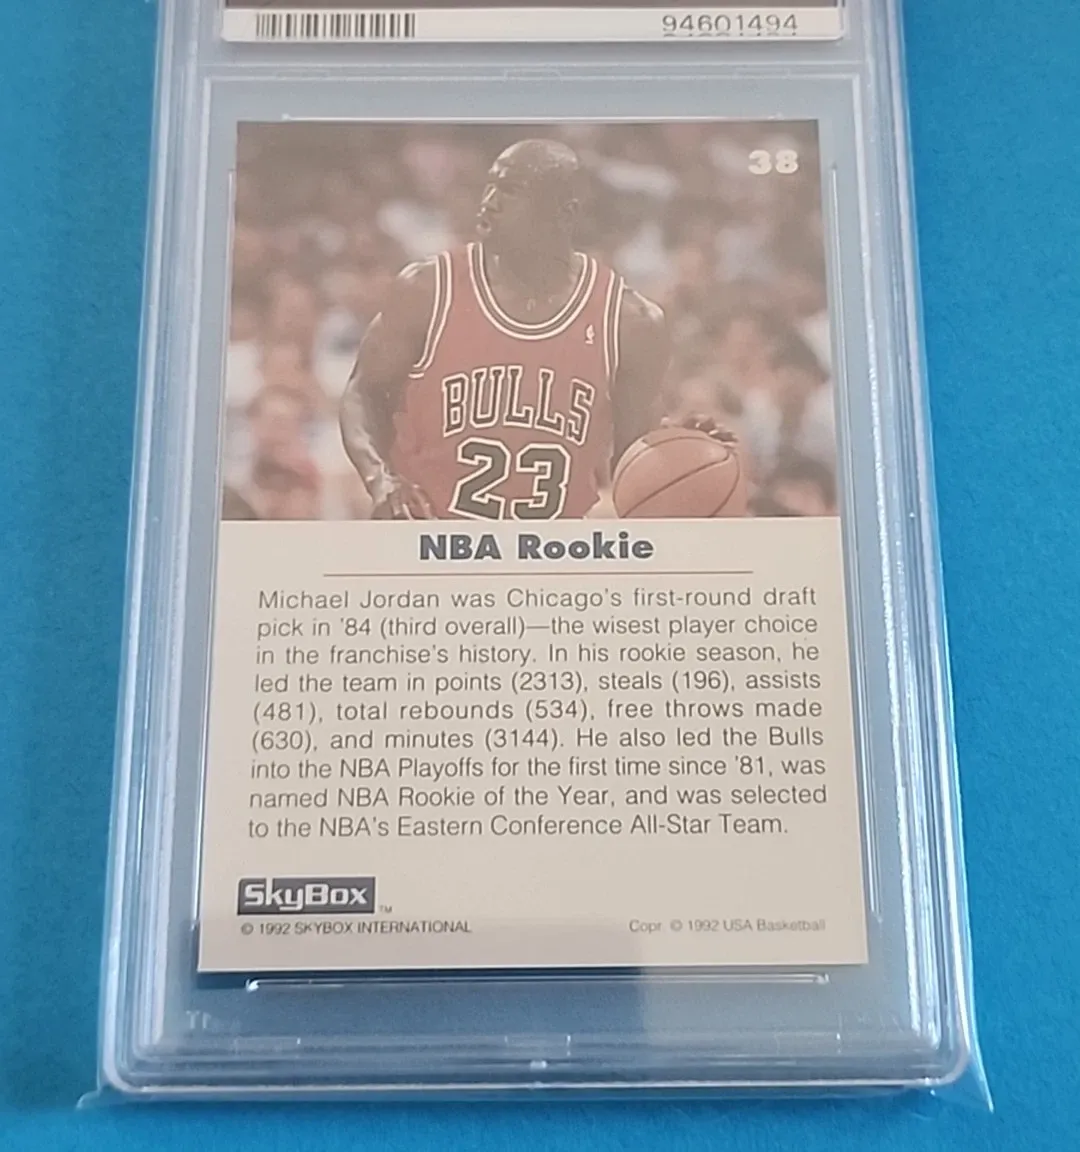 94601494
38
BULLS
23
NBA Rookie
Michael Jordan was Chicago's first-round draft
pick in '84 (third overall)—the wisest player choice
in the franchise's history. In his rookie season, he
led the team in points (2313), steals (196), assists
(481), total rebounds (534), free throws made
(630), and minutes (3144). He also led the Bulls
into the NBA Playoffs for the first time since '81, was
named NBA Rookie of the Year, and was selected
to the NBA's Eastern Conference All-Star Team.
SkyBox TM
© 1992 SKYBOX INTERNATIONAL
Copr © 1992 USA Basketball